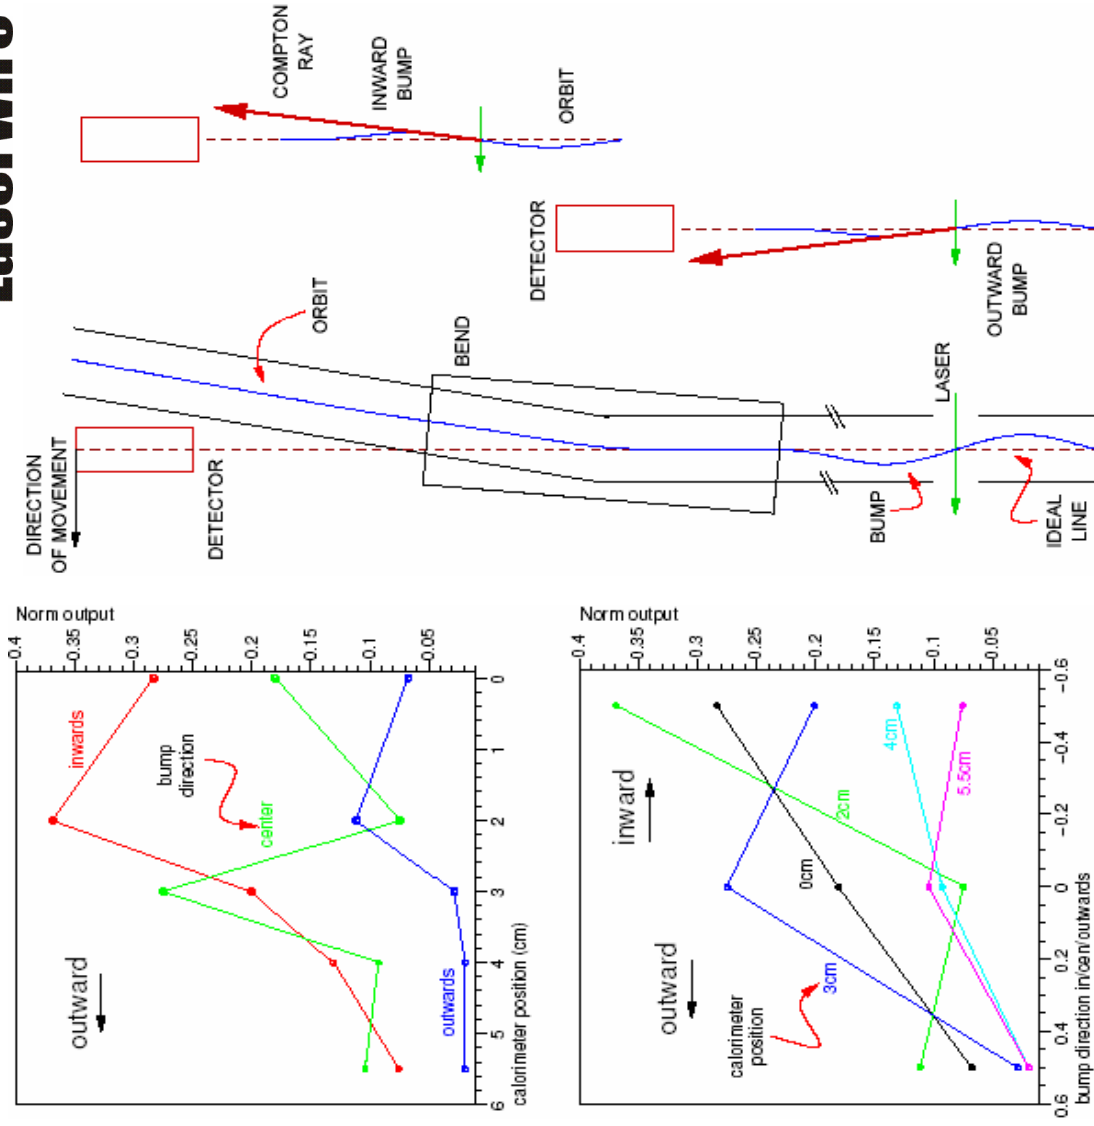 Laserwire
COMPTON
RAY
INWARD
BUMP
ORBIT
DETECTOR
OUTWARD
BUMP
ORBIT
BEND
LASER
DIRECTION
OF MOVEMENT
DETECTOR
BUMP
IDEAL
LINE
Norm output
0.4
0.35
0.3
0.25
0.2
0.15
0.1
0.05
0
1
2
3
4
5
6
calorimeter position (cm)
inwards
bump
direction
center
outward
outwards
Norm output
0.4
0.35
0.3
0.25
0.2
0.15
0.1
0.05
-0.6
-0.4
-0.2
0
0.2
0.4
0.6
bump direction in/cen/outwards
inward
4cm
5.5cm
2cm
0cm
outward
3cm
calorimeter
position